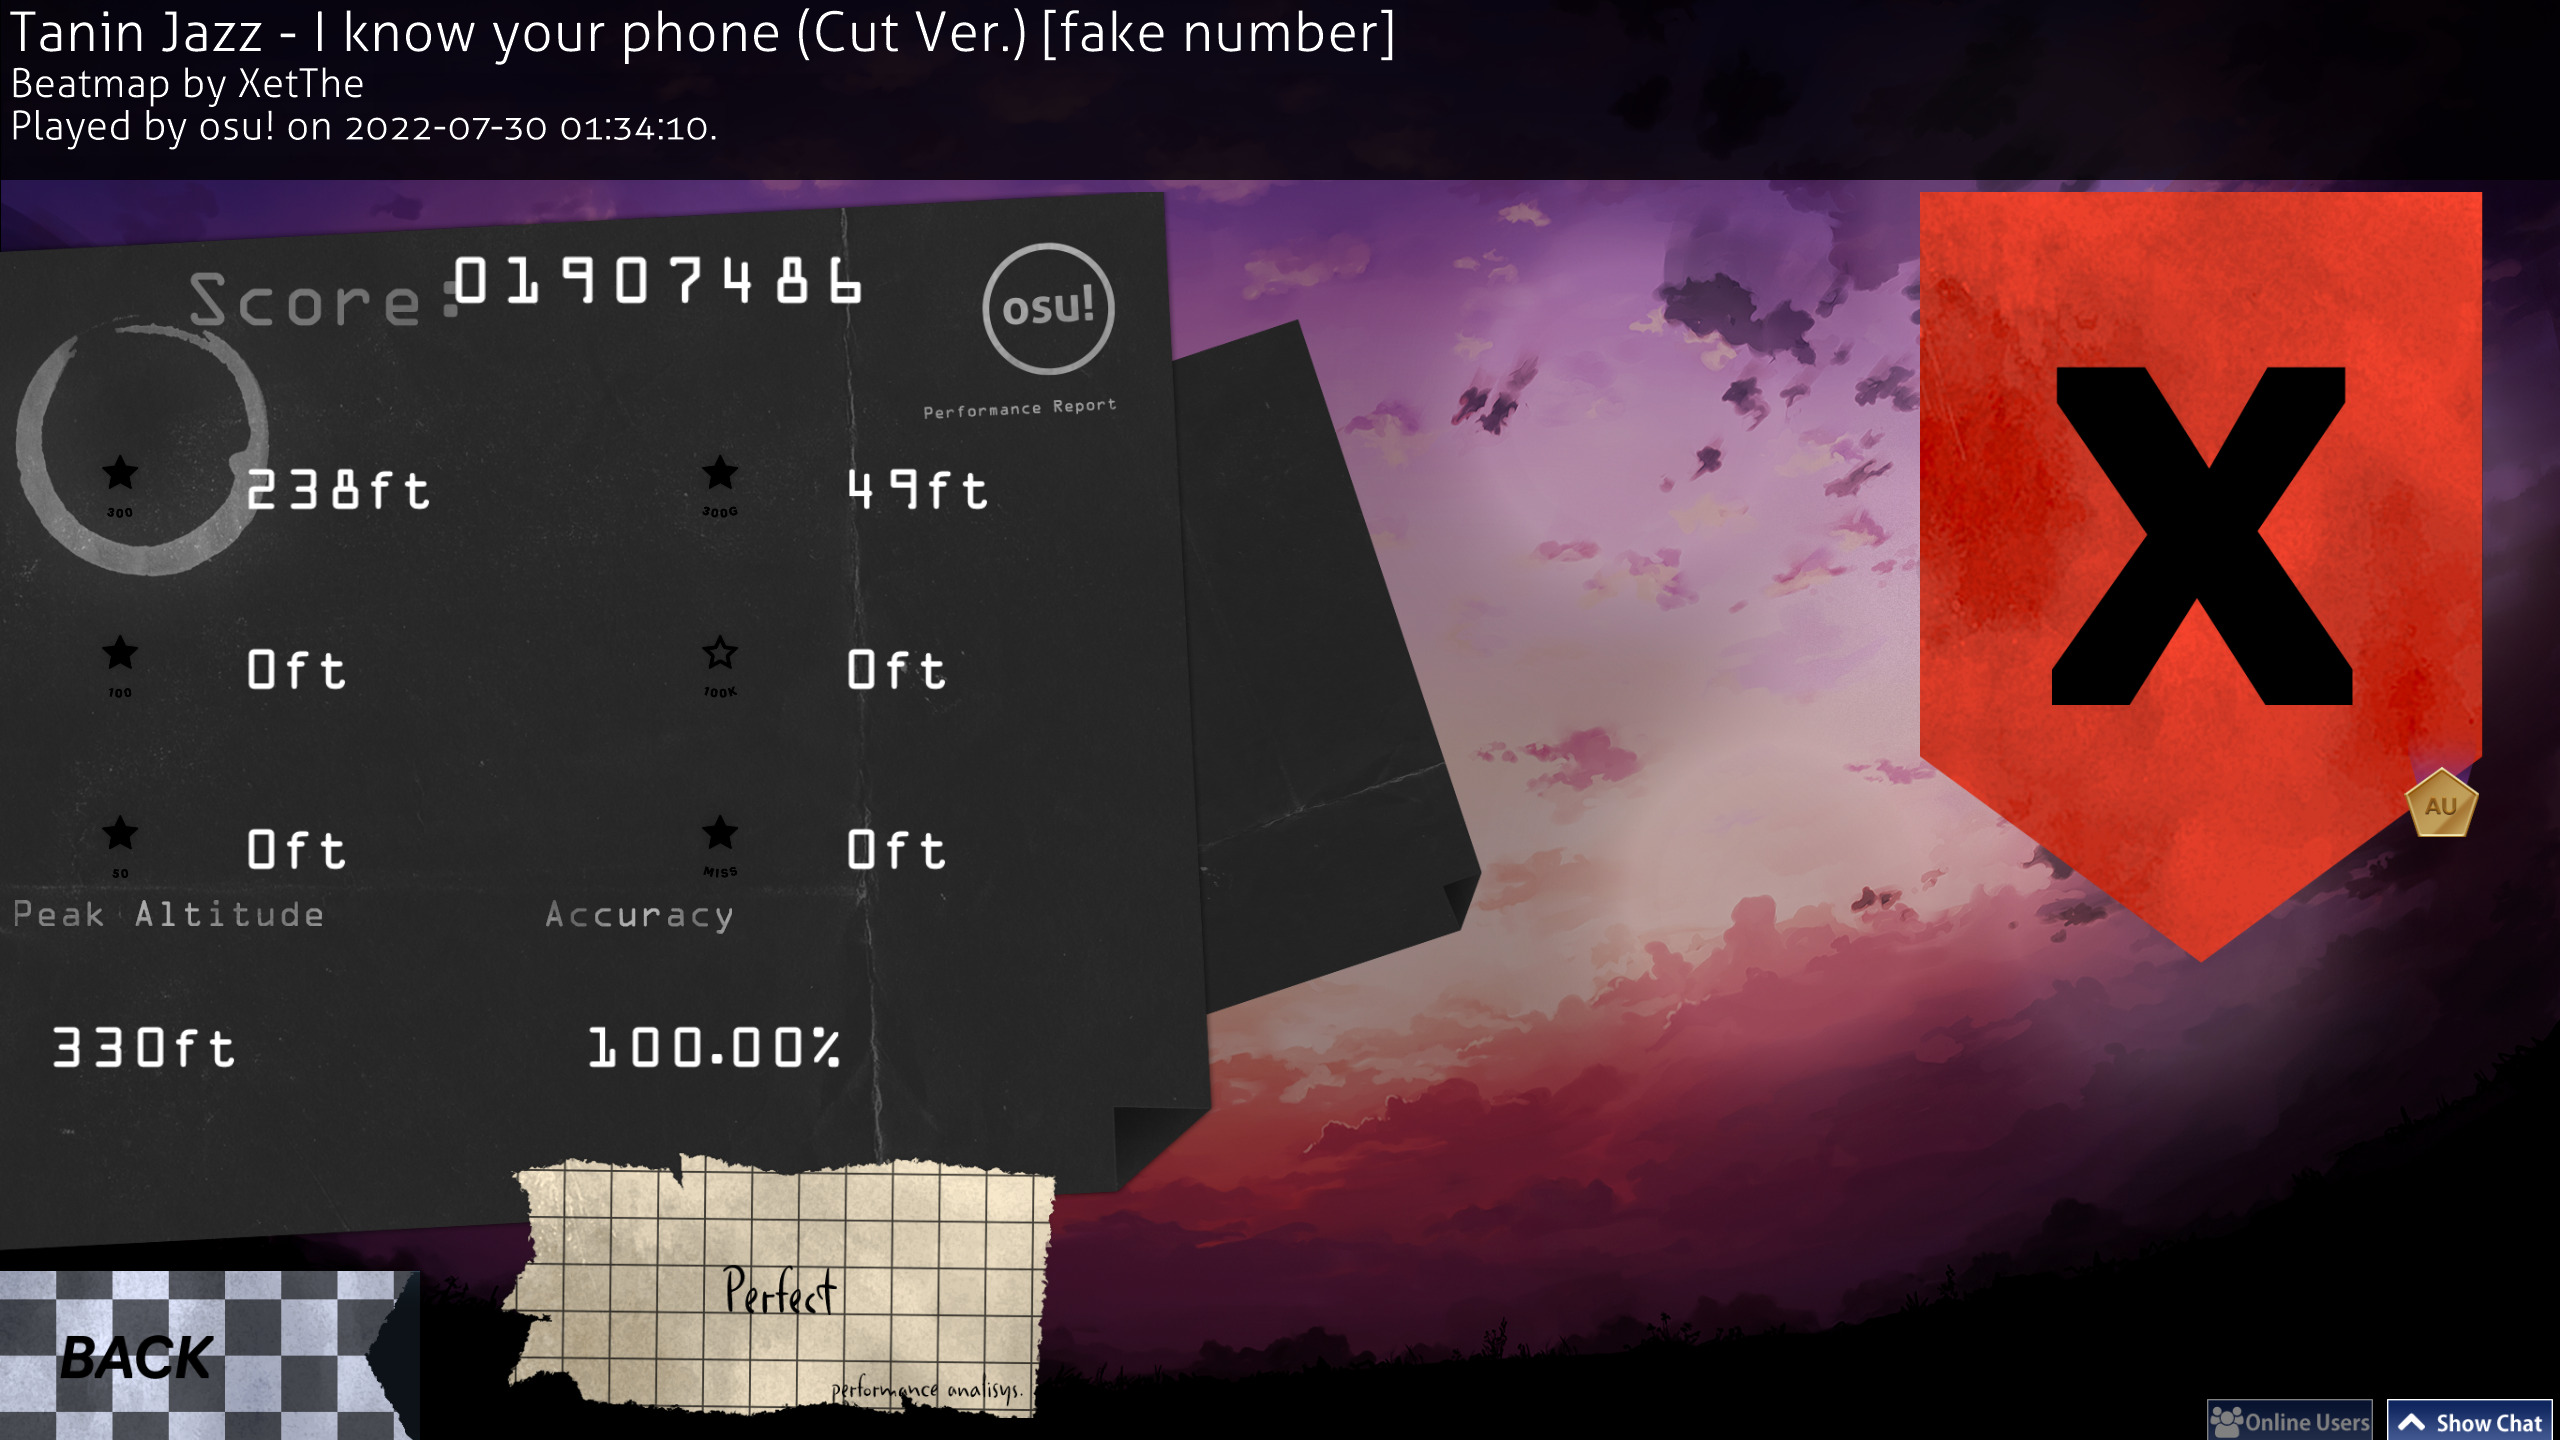 Tanin Jazz - I know your phone (Cut Ver.) [fake number]
Beatmap by XetThe
Played by osu! on 2022-07-30 01:34:10.
Score: 01907486
osu!
Performance Report
300 238ft 300G 49ft
100 0ft 100K 0ft
50 0ft MISS 0ft
Peak Altitude Accuracy
330ft 100.00%
X
AU
Perfect
performance analisys.
BACK
Online Users Show Chat